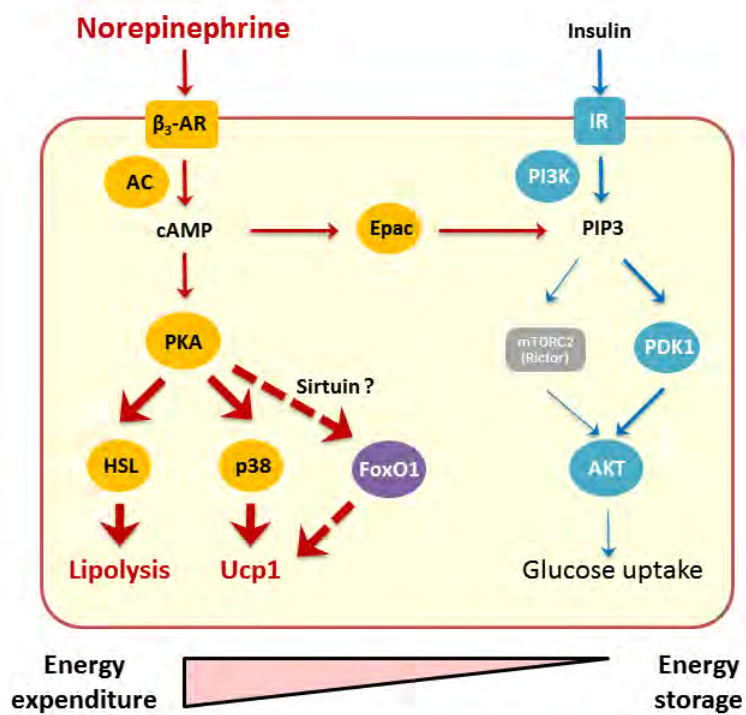 Norepinephrine
Insulin
β₃-AR
IR
AC
PI3K
cAMP
Epac
PIP3
PKA
mTORC2
(Rictor)
PDK1
Sirtuin ?
HSL
p38
FoxO1
AKT
Lipolysis
Ucp1
Glucose uptake
Energy
expenditure
Energy
storage